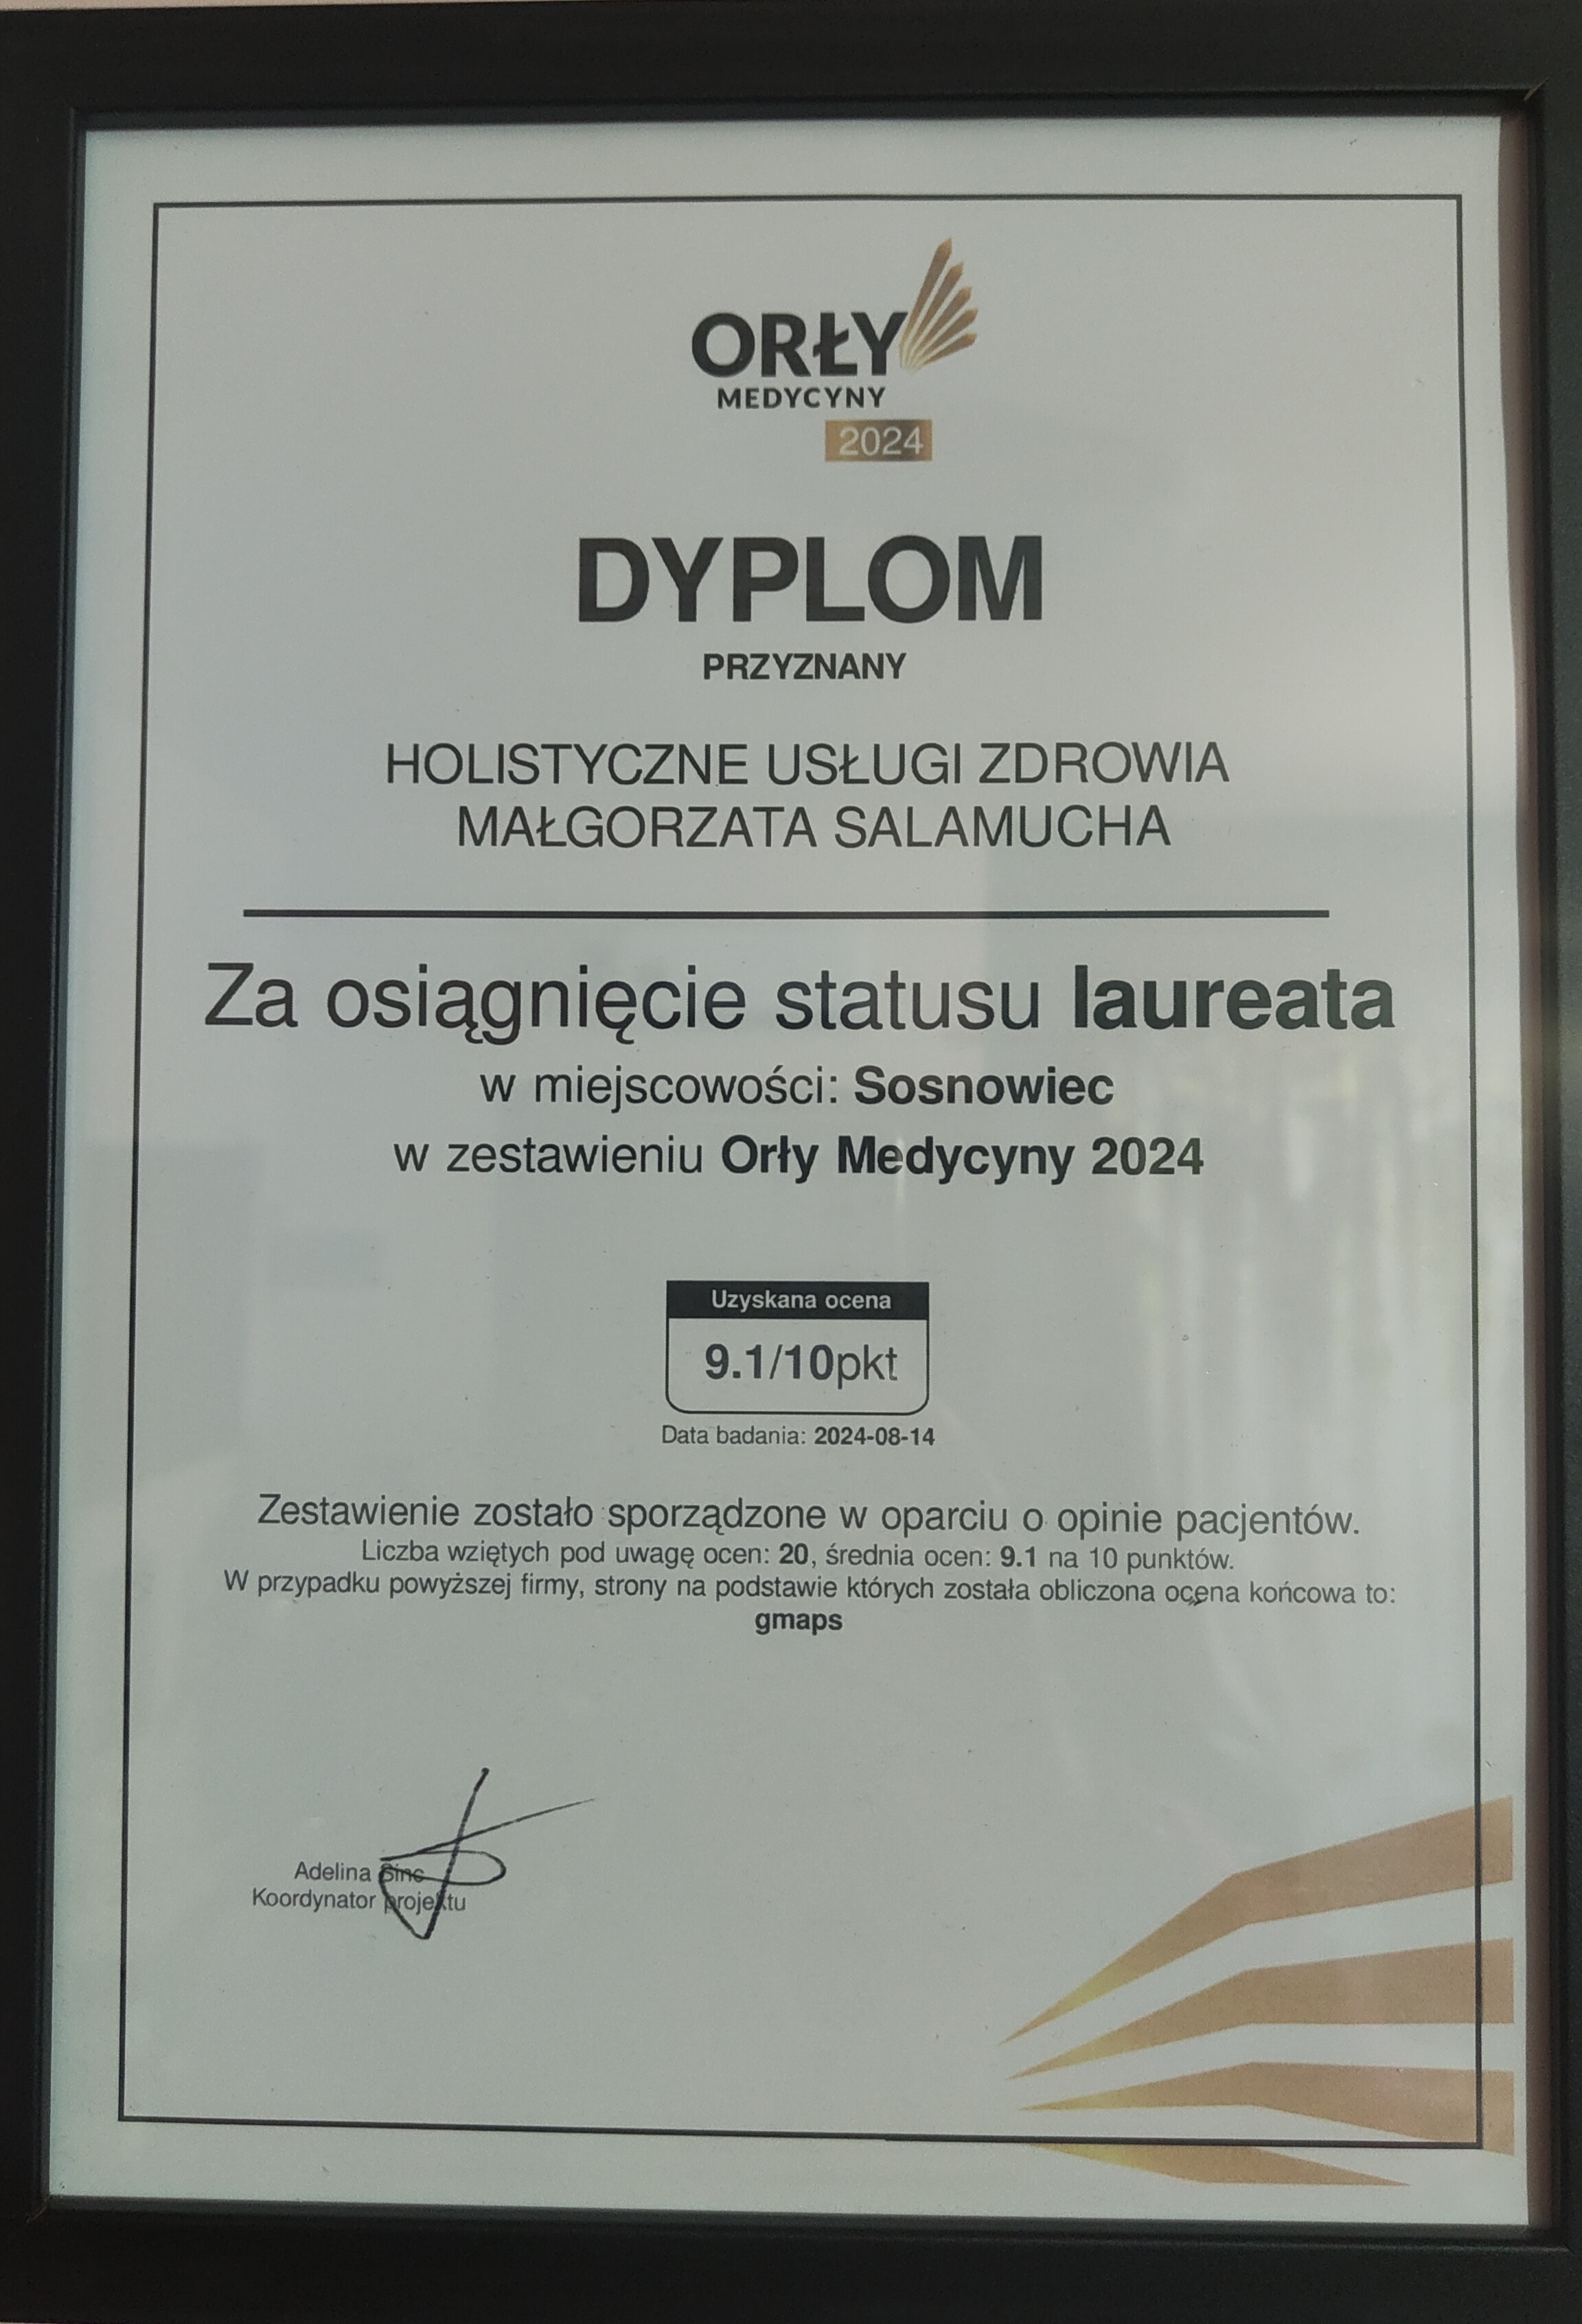 ORŁY
MEDYCYNY
2024
DYPLOM
PRZYZNANY
HOLISTYCZNE USŁUGI ZDROWIA
MAŁGORZATA SALAMUCHA
Za osiągnięcie statusu laureata
w miejscowości: Sosnowiec
w zestawieniu Orły Medycyny 2024
Uzyskana ocena
9.1/10pkt
Data badania: 2024-08-14
Zestawienie zostało sporządzone w oparciu o opinie pacjentów.
Liczba wziętych pod uwagę ocen: 20, średnia ocen: 9.1 na 10 punktów.
W przypadku powyższej firmy, strony na podstawie których została obliczona ocena końcowa to:
gmaps
Adelina
Koordynator projektu